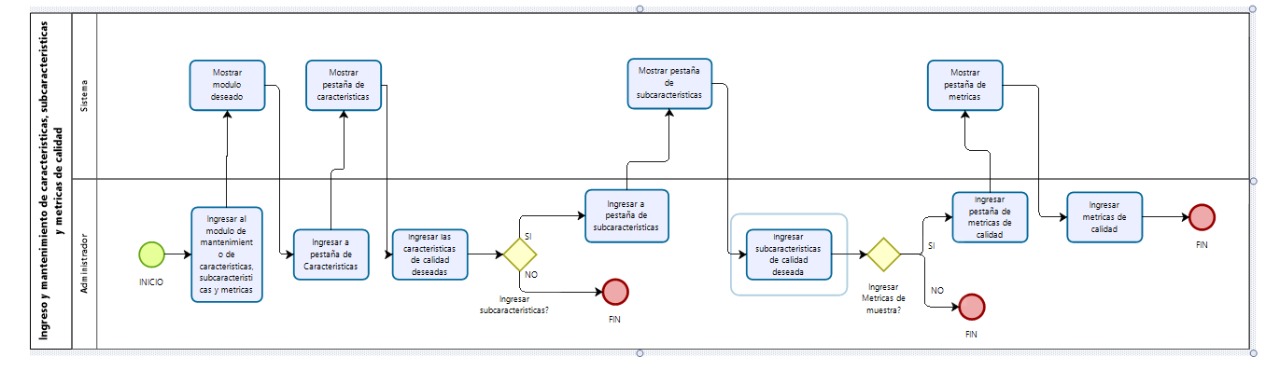 Ingreso y mantenimiento de caracteristicas, subcaracteristicas
y metricas de calidad
Sistema
Administrador
Mostrar
modulo
deseado
Mostrar
pestaña de
caracteristicas
Mostrar pestaña
de
subcaracteristicas
Mostrar
pestaña de
metricas
INICIO
Ingresar al
modulo de
mantenimient
o de
caracteristicas,
subcaracteristi
cas y metricas
Ingresar a
pestaña de
Caracteristicas
Ingresar las
caracteristicas
de calidad
deseadas
SI
NO
Ingresar
subcaracteristicas?
FIN
Ingresar a
pestaña de
subcaracteristicas
Ingresar
subcaracteristicas
de calidad
deseada
Ingresar
Metricas de
muestra?
SI
NO
FIN
Ingresar
pestaña de
metricas de
calidad
Ingresar
metricas de
calidad
FIN